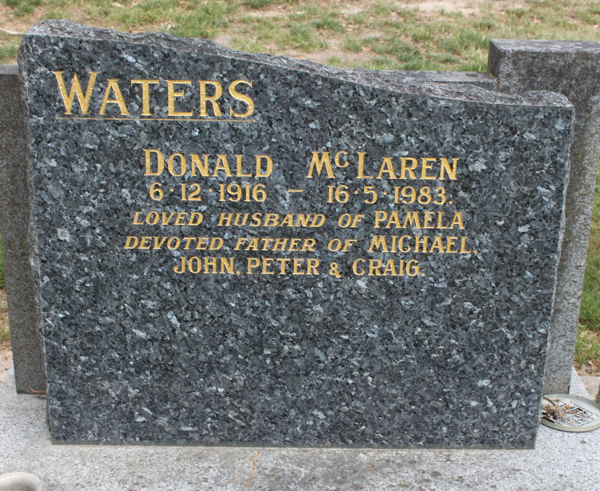 WATERS
DONALD McLAREN
6·12·1916 – 16·5·1983.
LOVED HUSBAND OF PAMELA
DEVOTED FATHER OF MICHAEL,
JOHN, PETER & CRAIG.